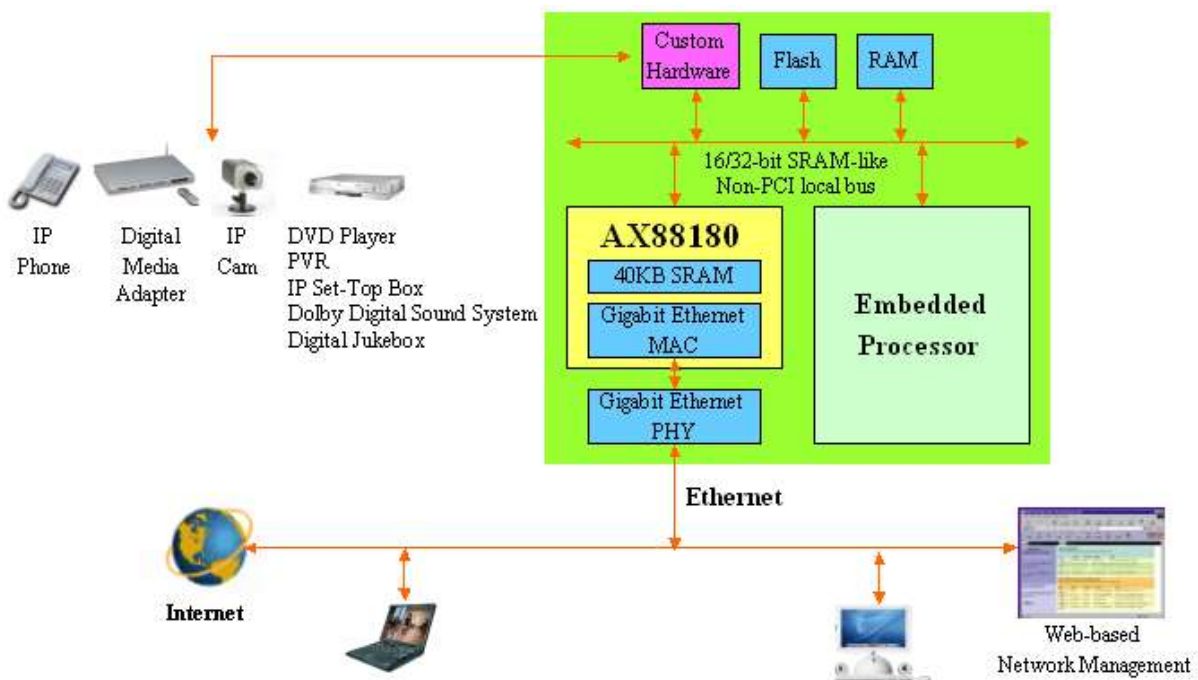 Custom
Hardware
Flash
RAM
16/32-bit SRAM-like
Non-PCI local bus
IP
Phone
Digital
Media
Adapter
IP
Cam
DVD Player
PVR
IP Set-Top Box
Dolby Digital Sound System
Digital Jukebox
AX88180
40KB SRAM
Gigabit Ethernet
MAC
Gigabit Ethernet
PHY
Embedded
Processor
Ethernet
Internet
Web-based
Network Management